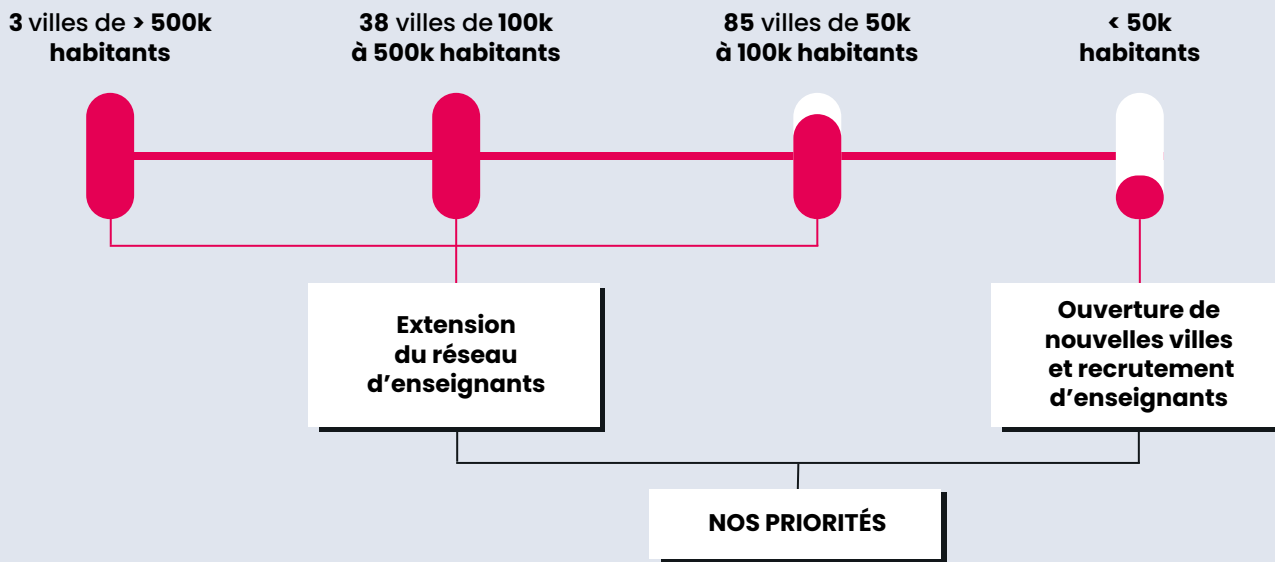 3 villes de > 500k
habitants
38 villes de 100k
à 500k habitants
85 villes de 50k
à 100k habitants
< 50k
habitants
Extension
du réseau
d’enseignants
Ouverture de
nouvelles villes
et recrutement
d’enseignants
NOS PRIORITÉS